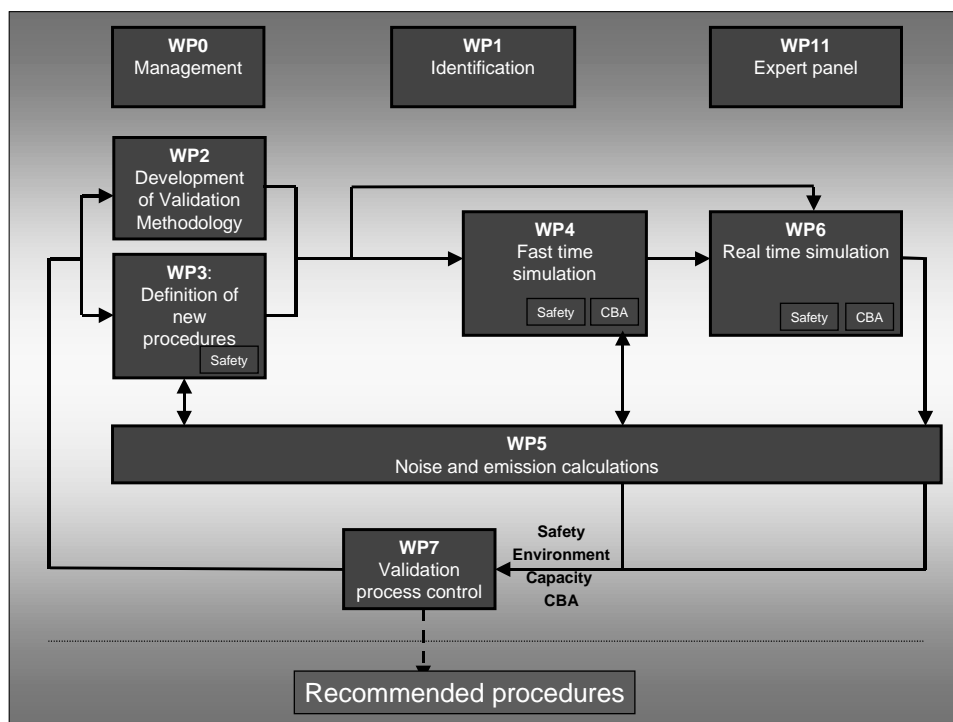 WP0
Management
WP1
Identification
WP11
Expert panel
WP2
Development
of Validation
Methodology
WP3:
Definition of
new
procedures
Safety
WP4
Fast time
simulation
Safety
CBA
WP6
Real time simulation
Safety
CBA
WP5
Noise and emission calculations
WP7
Validation
process control
Safety
Environment
Capacity
CBA
Recommended procedures